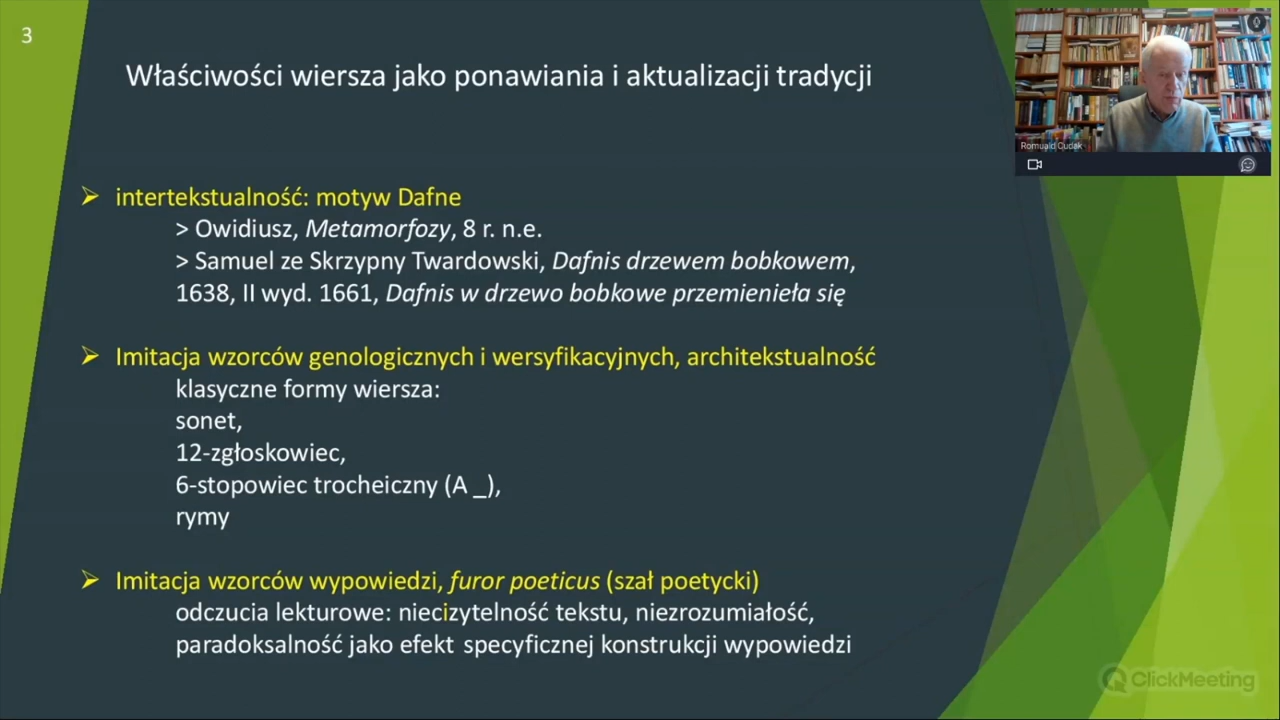 3
Właściwości wiersza jako ponawiania i aktualizacji tradycji
Romuald Cudak
➢ intertekstualność: motyw Dafne
> Owidiusz, Metamorfozy, 8 r. n.e.
> Samuel ze Skrzypny Twardowski, Dafnis drzewem bobkowem,
1638, II wyd. 1661, Dafnis w drzewo bobkowe przemienieła się
➢ Imitacja wzorców genologicznych i wersyfikacyjnych, architekstualność
klasyczne formy wiersza:
sonet,
12-zgłoskowiec,
6-stopowiec trocheiczny (A _),
rymy
➢ Imitacja wzorców wypowiedzi, furor poeticus (szał poetycki)
odczucia lekturowe: niecizytelność tekstu, niezrozumiałość,
paradoksalność jako efekt specyficznej konstrukcji wypowiedzi
ClickMeeting